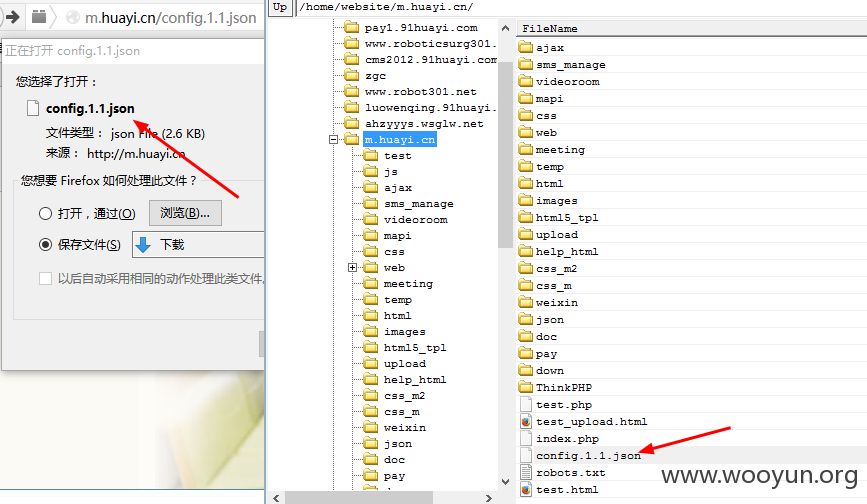 m.huayi.cn/config.1.1.json
正在打开 config.1.1.json
您选择了打开：
config.1.1.json
文件类型： json File (2.6 KB)
来源： http://m.huayi.cn
您想要 Firefox 如何处理此文件？
打开，通过(O)
浏览(B)...
保存文件(S)
下载
以后自动采用相同的动作处理此类文件。
Up
/home/website/m.huayi.cn/
pay1.91huayi.com
www.roboticsurg301.
cms2012.91huayi.com
zgc
www.robot301.net
luowenqing.91huayi.
ahzyyys.wsglw.net
m.huayi.cn
test
js
ajax
sms_manage
videoroom
mapi
css
web
meeting
temp
html
images
html5_tpl
upload
help_html
css_m2
css_m
weixin
json
doc
pay
FileName
ajax
sms_manage
videoroom
mapi
css
web
meeting
temp
html
images
html5_tpl
upload
help_html
css_m2
css_m
weixin
json
doc
pay
down
ThinkPHP
test.php
test_upload.html
index.php
config.1.1.json
robots.txt
test.html
www.wooyun.org